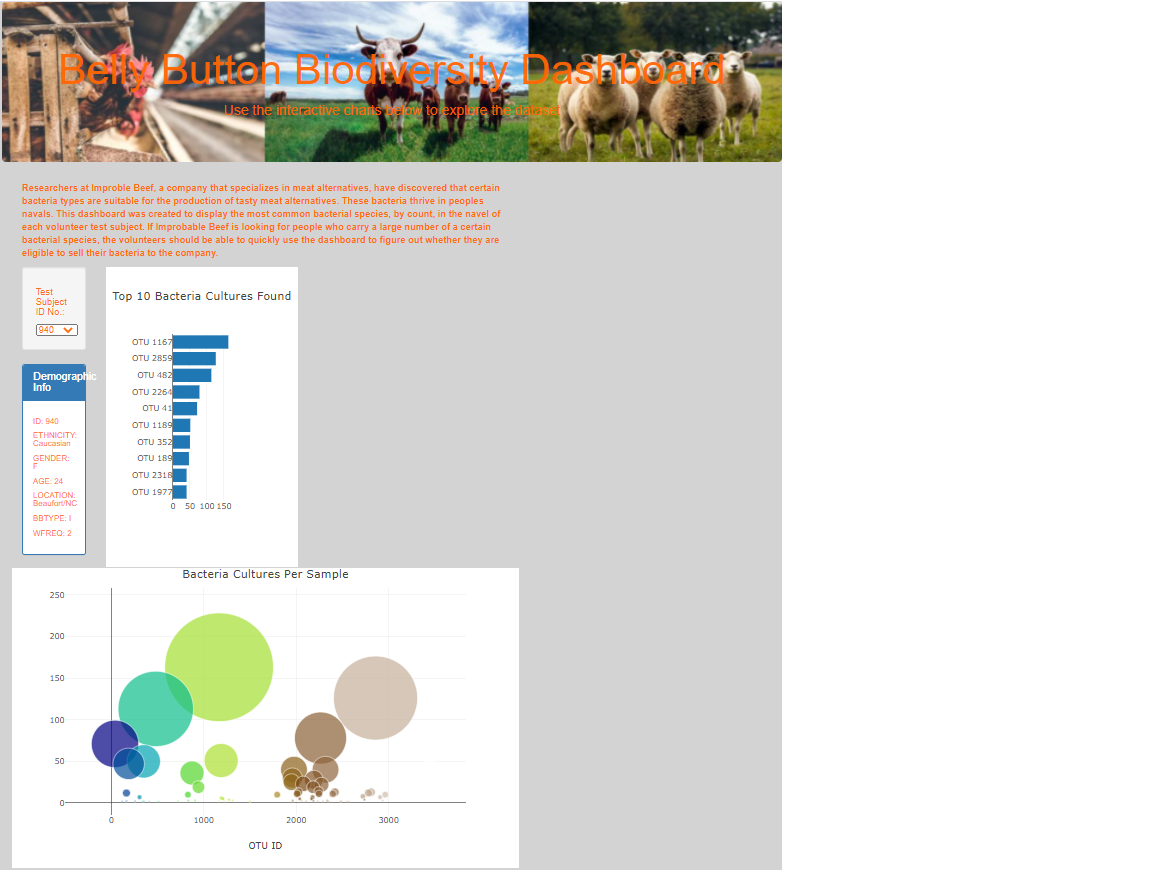 Belly Button Biodiversity Dashboard
Use the interactive charts below to explore the dataset
Researchers at Improble Beef, a company that specializes in meat alternatives, have discovered that certain
bacteria types are suitable for the production of tasty meat alternatives. These bacteria thrive in peoples
navals. This dashboard was created to display the most common bacterial species, by count, in the navel of
each volunteer test subject. If Improbable Beef is looking for people who carry a large number of a certain
bacterial species, the volunteers should be able to quickly use the dashboard to figure out whether they are
eligible to sell their bacteria to the company.
Test
Subject
ID No.:
940
Demographic
Info
ID: 940
ETHNICITY:
Caucasian
GENDER:
F
AGE: 24
LOCATION:
Beaufort/NC
BBTYPE: I
WFREQ: 2
Top 10 Bacteria Cultures Found
OTU 1167
OTU 2859
OTU 482
OTU 2264
OTU 41
OTU 1189
OTU 352
OTU 189
OTU 2318
OTU 1977
0 50 100 150
Bacteria Cultures Per Sample
250
200
150
100
50
0
0 1000 2000 3000
OTU ID